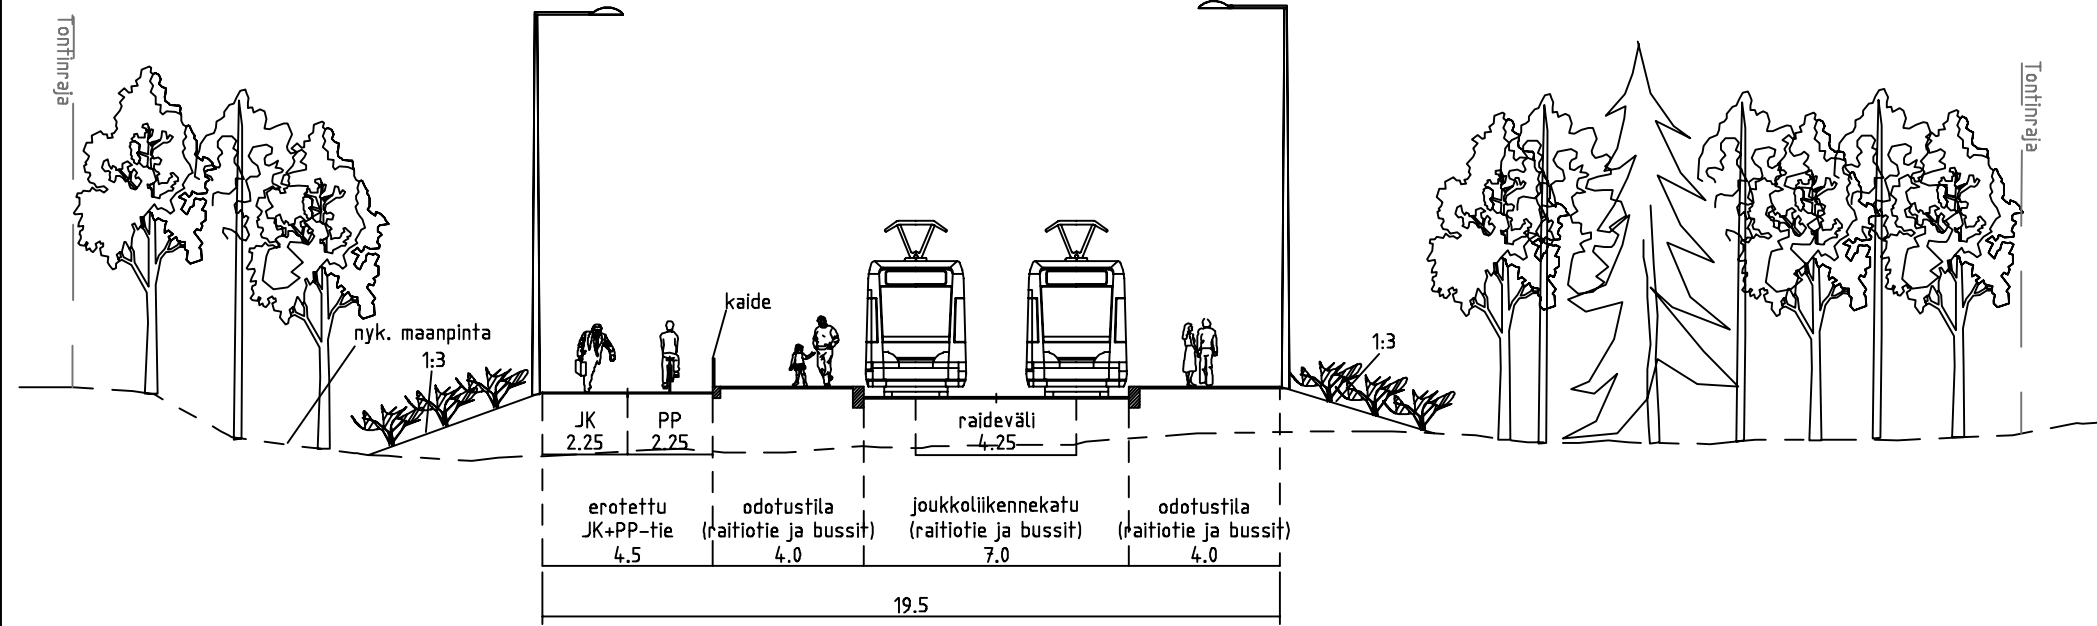 Tontinraja
Tontinraja
kaide
nyk. maanpinta
1:3
1:3
JK
2.25
PP
2.25
raideväli
4.25
erotettu
JK+PP-tie
4.5
odotustila
(raitiotie ja bussit)
4.0
joukkoliikennekatu
(raitiotie ja bussit)
7.0
odotustila
(raitiotie ja bussit)
4.0
19.5